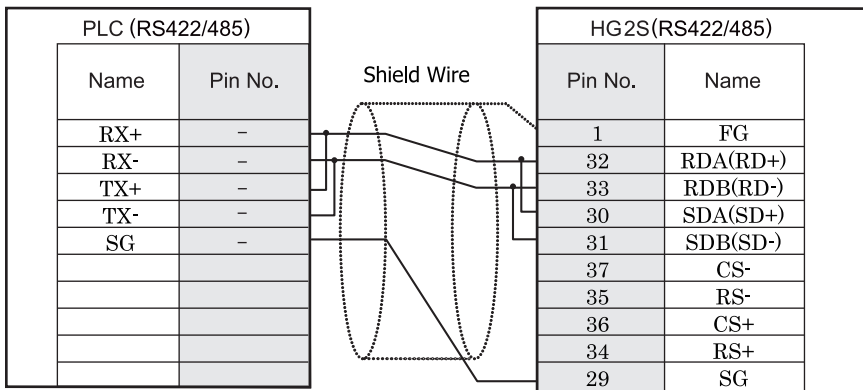 PLC (RS422/485)
HG2S(RS422/485)
Name Pin No. Shield Wire Pin No. Name
RX+ - 1 FG
RX- - 32 RDA(RD+)
TX+ - 33 RDB(RD-)
TX- - 30 SDA(SD+)
SG - 31 SDB(SD-)
37 CS-
35 RS-
36 CS+
34 RS+
29 SG